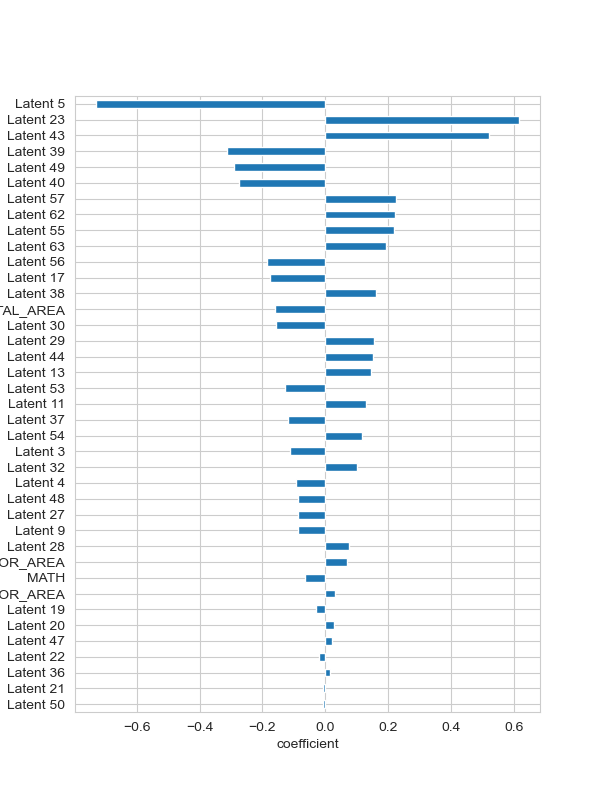 Latent 5
Latent 23
Latent 43
Latent 39
Latent 49
Latent 40
Latent 57
Latent 62
Latent 55
Latent 63
Latent 56
Latent 17
Latent 38
TAL_AREA
Latent 30
Latent 29
Latent 44
Latent 13
Latent 53
Latent 11
Latent 37
Latent 54
Latent 3
Latent 32
Latent 4
Latent 48
Latent 27
Latent 9
Latent 28
OR_AREA
MATH
OR_AREA
Latent 19
Latent 20
Latent 47
Latent 22
Latent 36
Latent 21
Latent 50
−0.6 −0.4 −0.2 0.0 0.2 0.4 0.6
coefficient